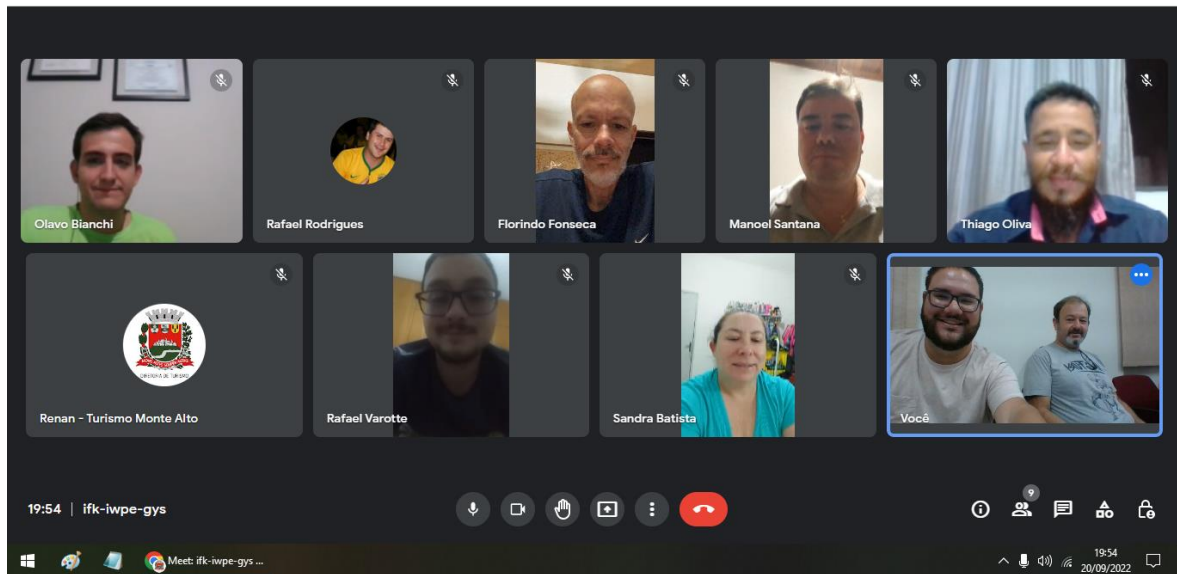 Olavo Bianchi
Rafael Rodrigues
Florindo Fonseca
Manoel Santana
Thiago Oliva
Renan - Turismo Monte Alto
Rafael Varotte
Sandra Batista
Você
19:54 | ifk-iwpe-gys
9
Meet: ifk-iwpe-gys ...
19:54
20/09/2022